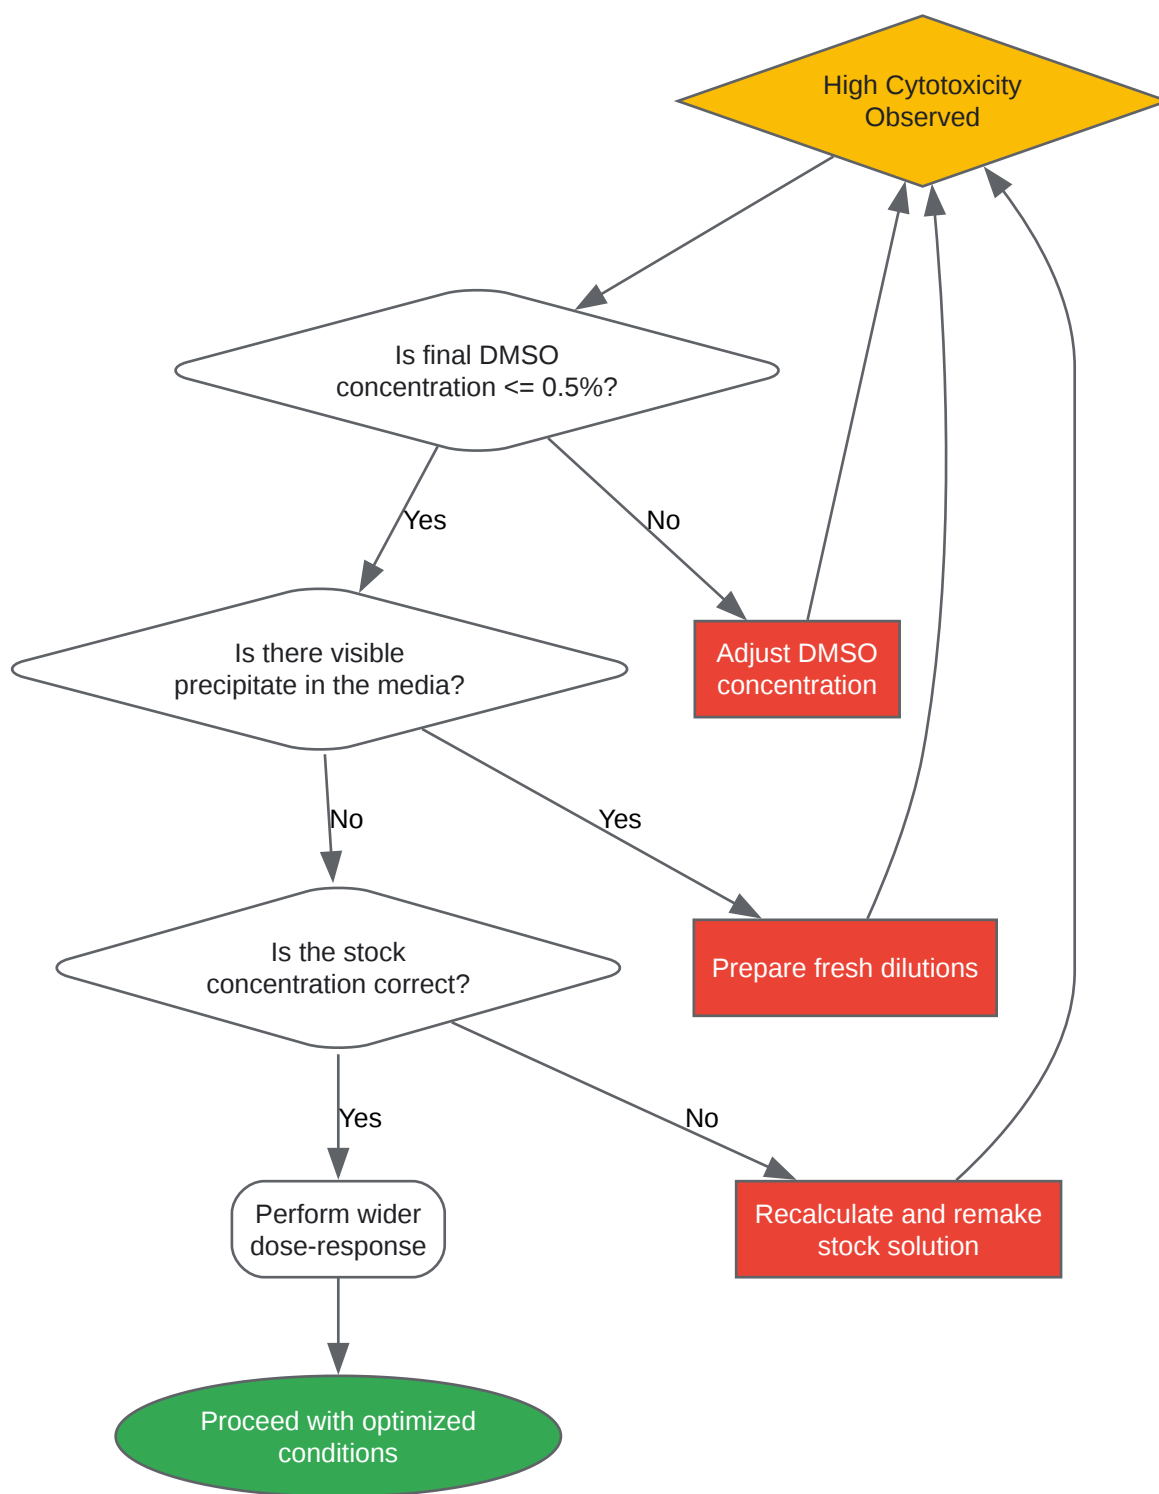 High Cytotoxicity
Observed
Is final DMSO
concentration <= 0.5%?
Yes
No
Is there visible
precipitate in the media?
Adjust DMSO
concentration
No
Yes
Is the stock
concentration correct?
Prepare fresh dilutions
Yes
No
Perform wider
dose-response
Recalculate and remake
stock solution
Proceed with optimized
conditions